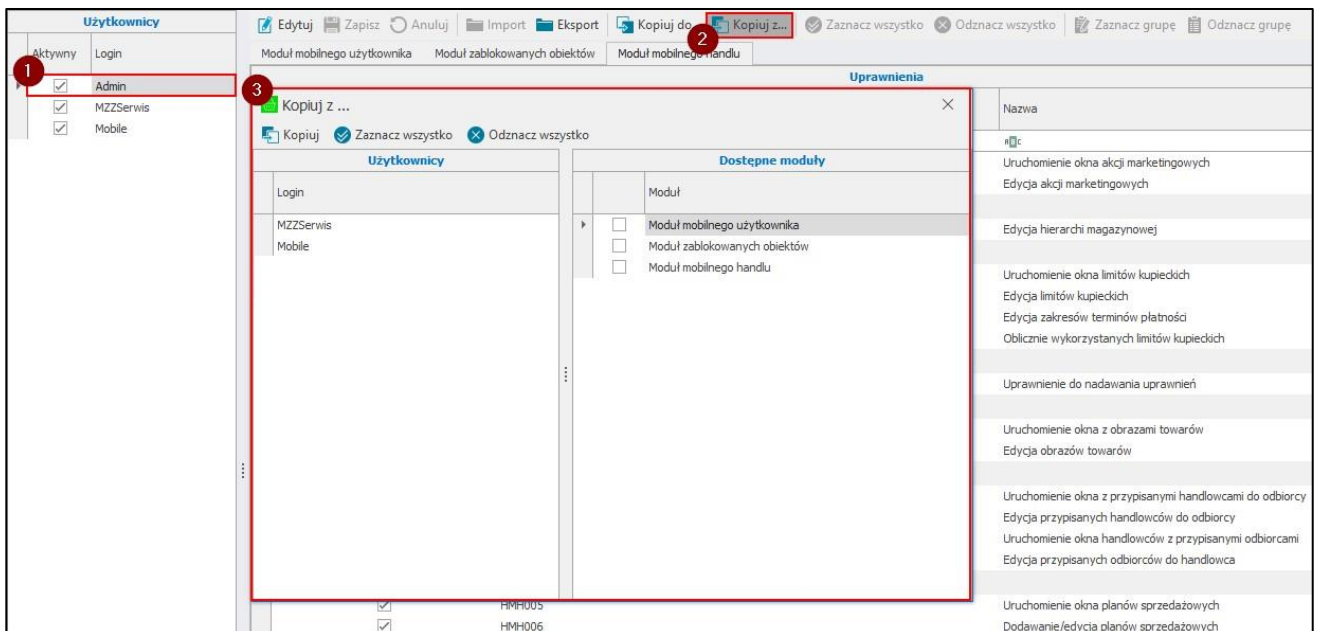 Użytkownicy
Aktywny Login
1
Admin
MZZSerwis
Mobile
Edytuj Zapisz Anuluj Import Eksport Kopiuj do Kopiuj z... Zaznacz wszystko Odznacz wszystko Zaznacz grupę Odznacz grupę
2
Moduł mobilnego użytkownika Moduł zablokowanych obiektów Moduł mobilnego handlu
Uprawnienia
3
Kopiuj z ...
Kopiuj Zaznacz wszystko Odznacz wszystko
Użytkownicy
Login
MZZSerwis
Mobile
Dostępne moduły
Moduł
Moduł mobilnego użytkownika
Moduł zablokowanych obiektów
Moduł mobilnego handlu
Nazwa
Uruchomienie okna akcji marketingowych
Edycja akcji marketingowych
Edycja hierarchi magazynowej
Uruchomienie okna limitów kupieckich
Edycja limitów kupieckich
Edycja zakresów terminów płatności
Oblicznie wykorzystanych limitów kupieckich
Uprawnienie do nadawania uprawnień
Uruchomienie okna z obrazami towarów
Edycja obrazów towarów
Uruchomienie okna z przypisanymi handlowcami do odbiorcy
Edycja przypisanych handlowców do odbiorcy
Uruchomienie okna handlowców z przypisanymi odbiorcami
Edycja przypisanych odbiorców do handlowca
HMH005 Uruchomienie okna planów sprzedażowych
HMH006 Dodawanie/edycja planów sprzedażowych